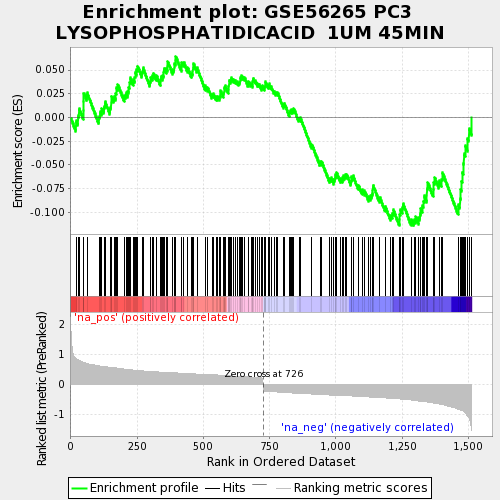 Enrichment plot: GSE56265 PC3
LYSOPHOSPHATIDICACID  1UM 45MIN
Enrichment score (ES)
0.050
0.025
0.000
-0.025
-0.050
-0.075
-0.100
'na_pos' (positively correlated)
Ranked list metric (PreRanked)
2
1
0
-1
Zero cross at 726
'na_neg' (negatively correlated)
0
250
500
750
1,000
1,250
1,500
Rank in Ordered Dataset
Enrichment profile
Hits
Ranking metric scores